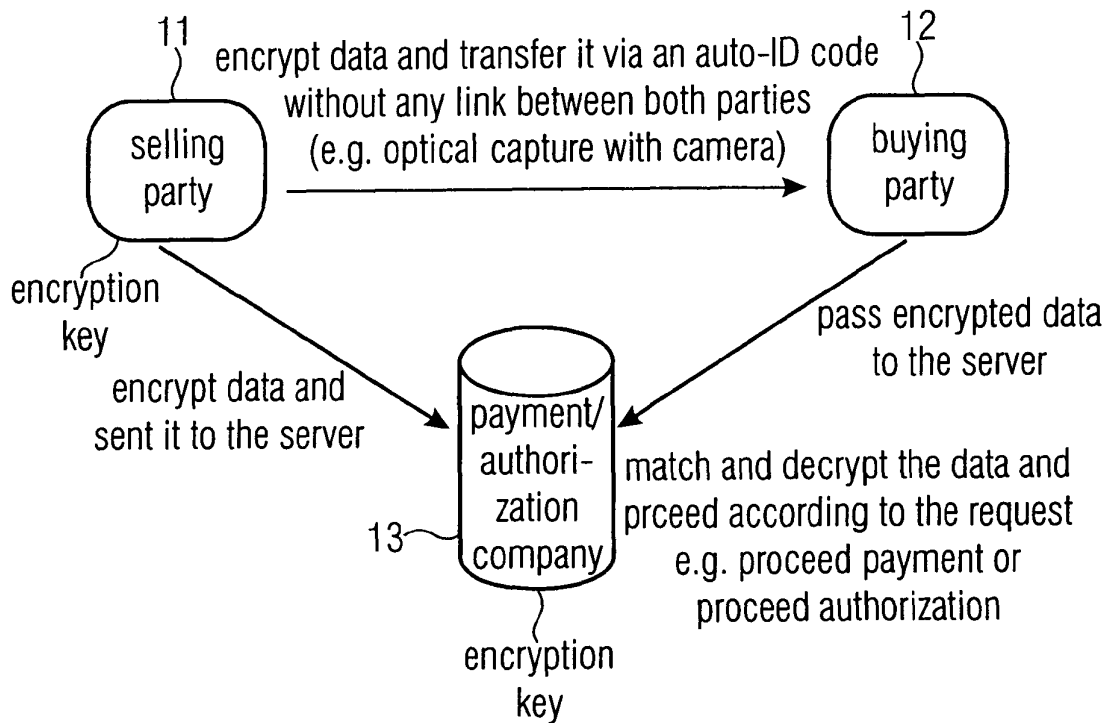 11
encrypt data and transfer it via an auto-ID code
without any link between both parties
(e.g. optical capture with camera)
12
selling
party
buying
party
encryption
key
encrypt data and
sent it to the server
pass encrypted data
to the server
payment/
authori-
zation
company
13
match and decrypt the data and
prceed according to the request
e.g. proceed payment or
proceed authorization
encryption
key